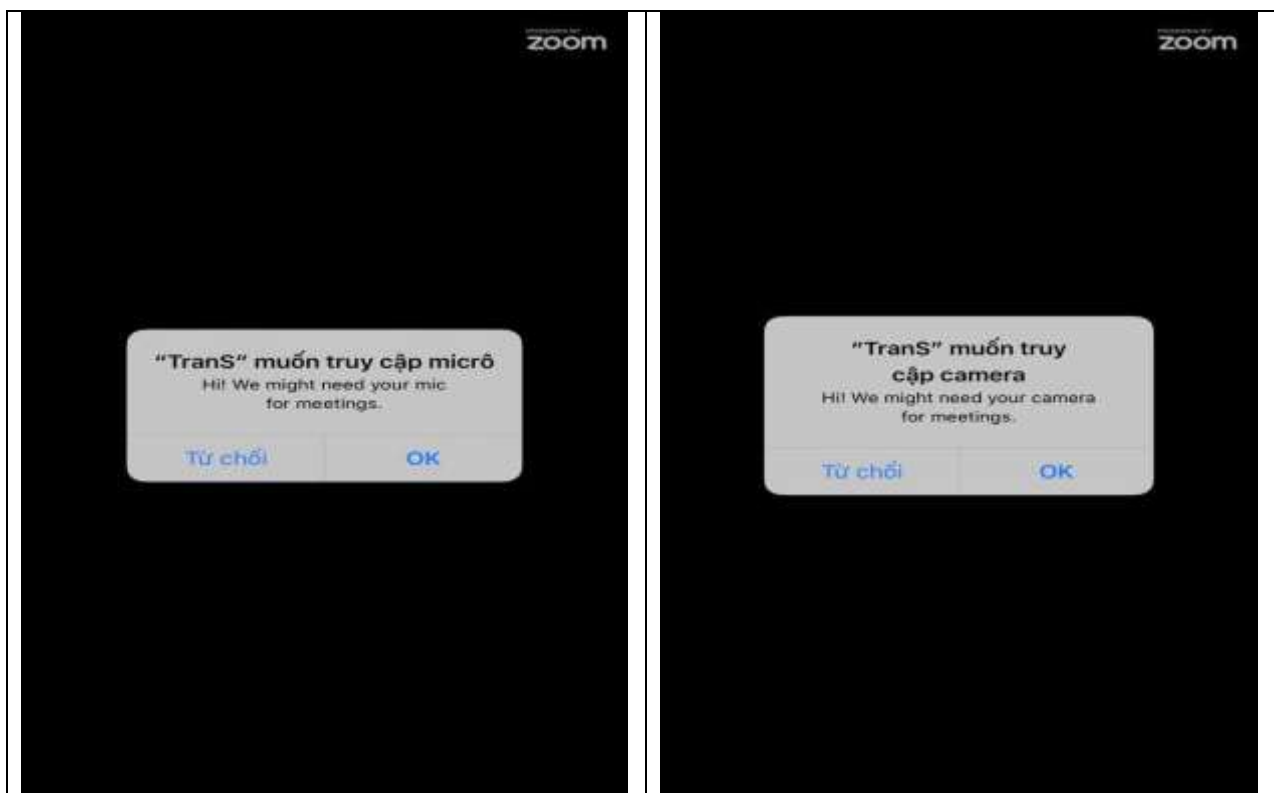 zoom
“TranS” muốn truy cập micrô
Hi! We might need your mic
for meetings.
Từ chối OK
zoom
“TranS” muốn truy
cập camera
Hi! We might need your camera
for meetings.
Từ chối OK